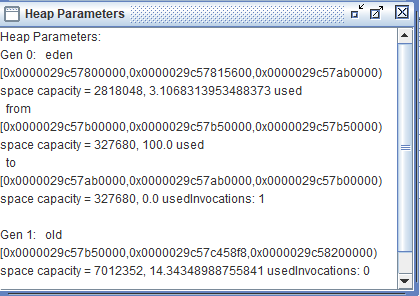 Heap Parameters
Heap Parameters:
Gen 0:   eden
[0x0000029c57800000,0x0000029c57815600,0x0000029c57ab0000)
space capacity = 2818048, 3.1068313953488373 used
  from
[0x0000029c57b00000,0x0000029c57b50000,0x0000029c57b50000)
space capacity = 327680, 100.0 used
  to
[0x0000029c57ab0000,0x0000029c57ab0000,0x0000029c57b00000)
space capacity = 327680, 0.0 usedInvocations: 1

Gen 1:   old
[0x0000029c57b50000,0x0000029c57c458f8,0x0000029c58200000)
space capacity = 7012352, 14.34348988755841 usedInvocations: 0